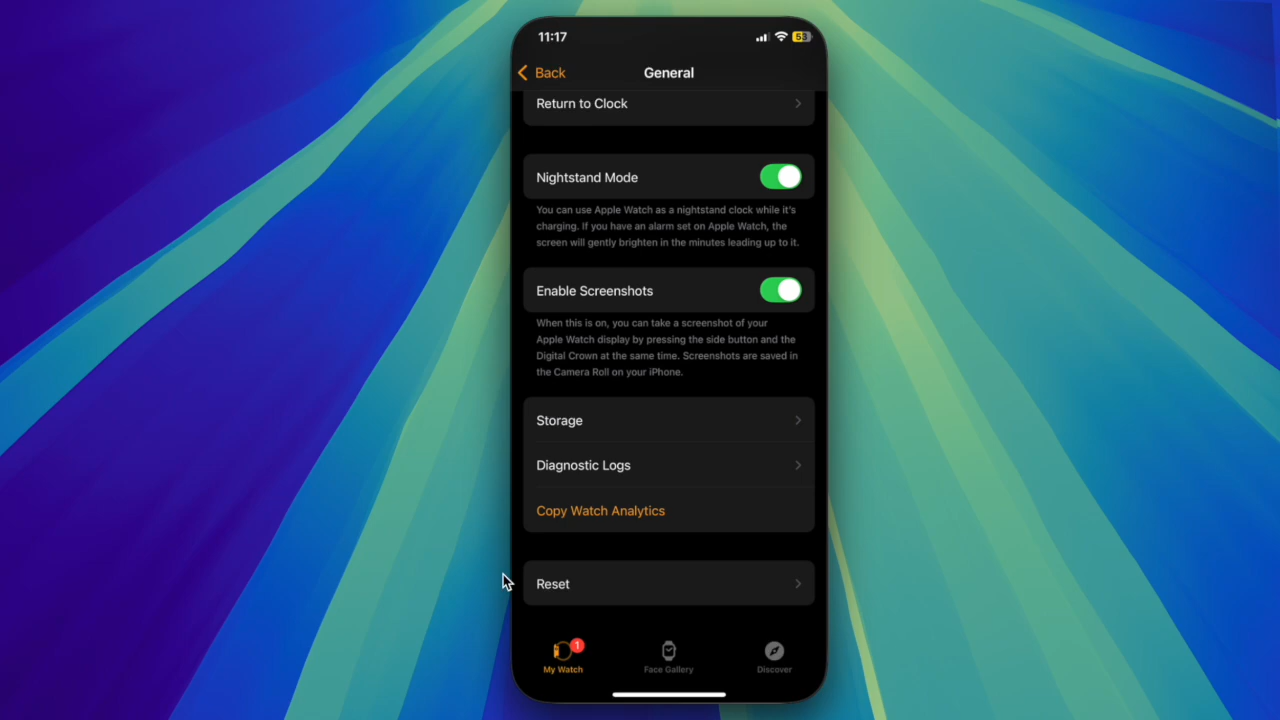 11:17
53
Back
General
Return to Clock
Nightstand Mode
You can use Apple Watch as a nightstand clock while it's
charging. If you have an alarm set on Apple Watch, the
screen will gently brighten in the minutes leading up to it.
Enable Screenshots
When this is on, you can take a screenshot of your
Apple Watch display by pressing the side button and the
Digital Crown at the same time. Screenshots are saved in
the Camera Roll on your iPhone.
Storage
Diagnostic Logs
Copy Watch Analytics
Reset
1
My Watch
Face Gallery
Discover